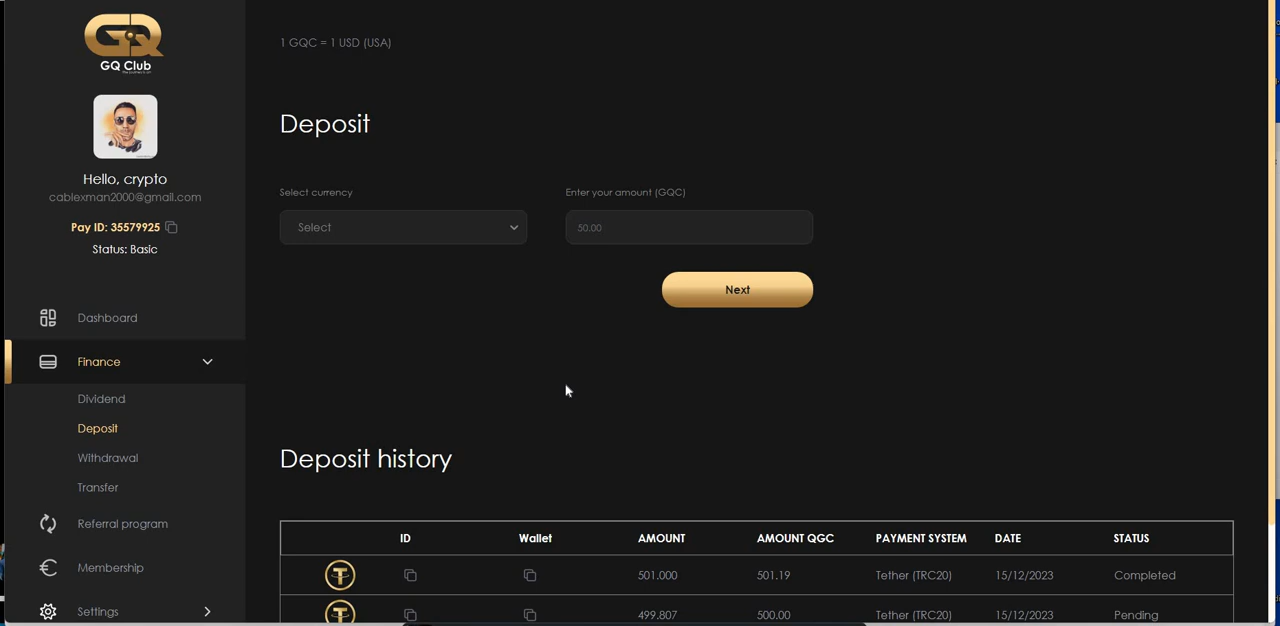 GQ
GQ Club
Hello, crypto
cablexman2000@gmail.com
Pay ID: 35579925
Status: Basic
Dashboard
Finance
Dividend
Deposit
Withdrawal
Transfer
Referral program
Membership
Settings
1 GQC = 1 USD (USA)
Deposit
Select currency
Enter your amount (GQC)
Select
50.00
Next
Deposit history
ID Wallet AMOUNT AMOUNT QGC PAYMENT SYSTEM DATE STATUS
501.000 501.19 Tether (TRC20) 15/12/2023 Completed
499.807 500.00 Tether (TRC20) 15/12/2023 Pending